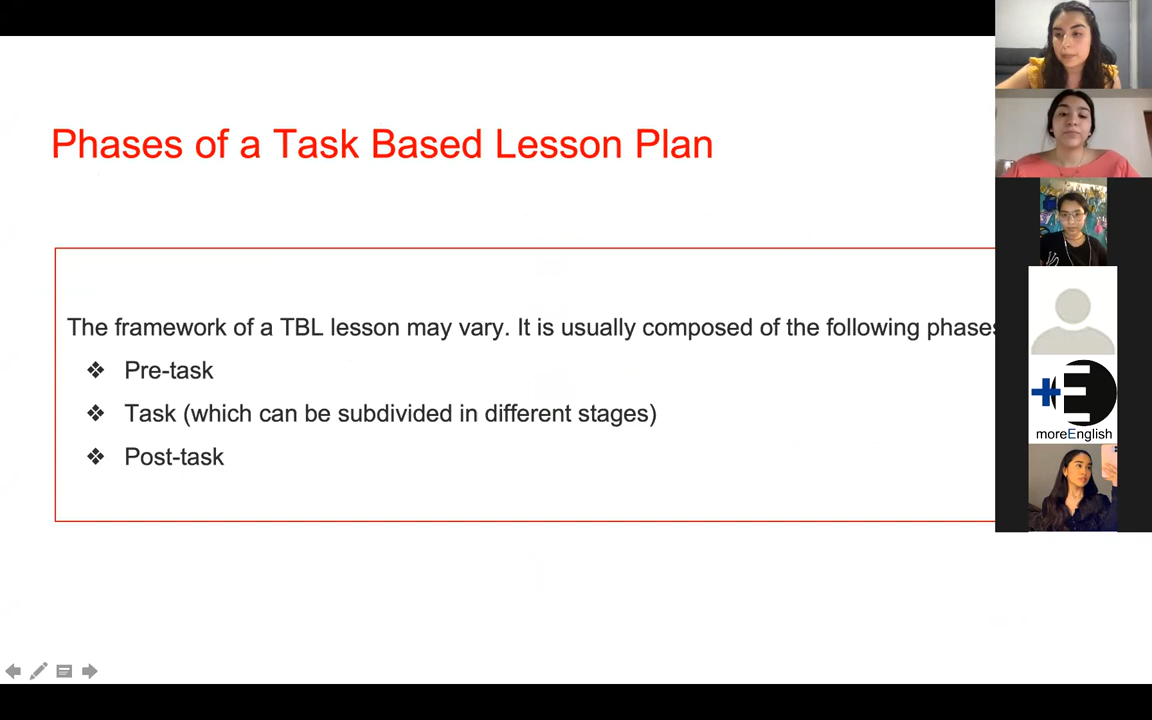 Phases of a Task Based Lesson Plan
The framework of a TBL lesson may vary. It is usually composed of the following phases
❖ Pre-task
❖ Task (which can be subdivided in different stages)
❖ Post-task
+E
moreEnglish